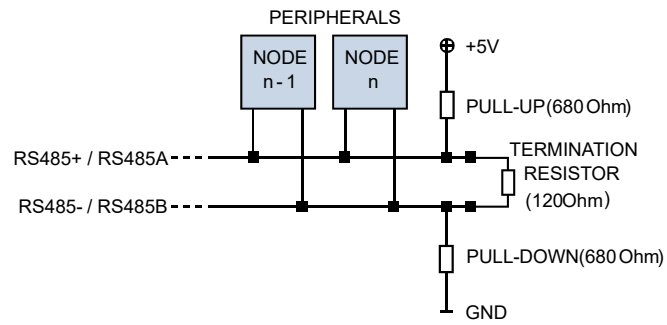 PERIPHERALS
NODE
n-1
NODE
n
+5V
PULL-UP(680 Ohm)
RS485+ / RS485A
TERMINATION
RESISTOR
(120Ohm)
RS485- / RS485B
PULL-DOWN(680 Ohm)
GND